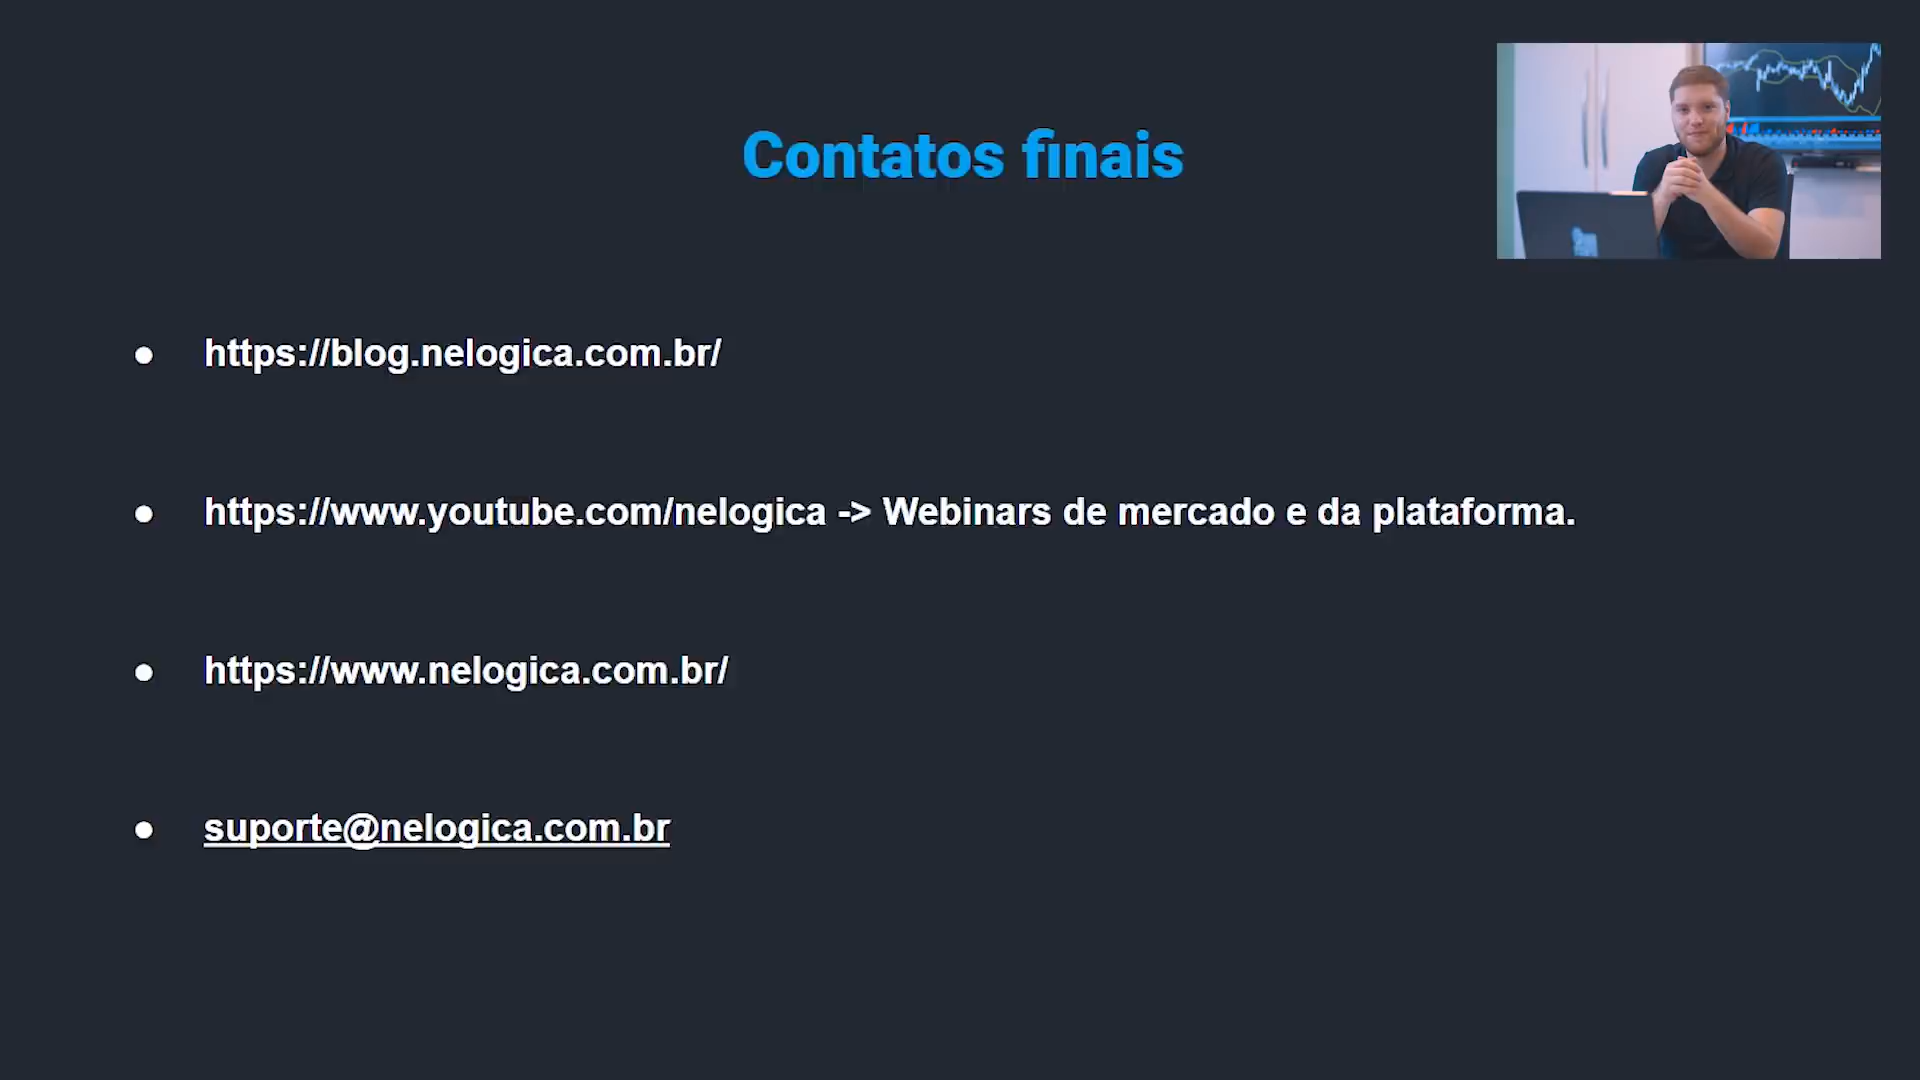 Contatos finais
● https://blog.nelogica.com.br/
● https://www.youtube.com/nelogica -> Webinars de mercado e da plataforma.
● https://www.nelogica.com.br/
● suporte@nelogica.com.br